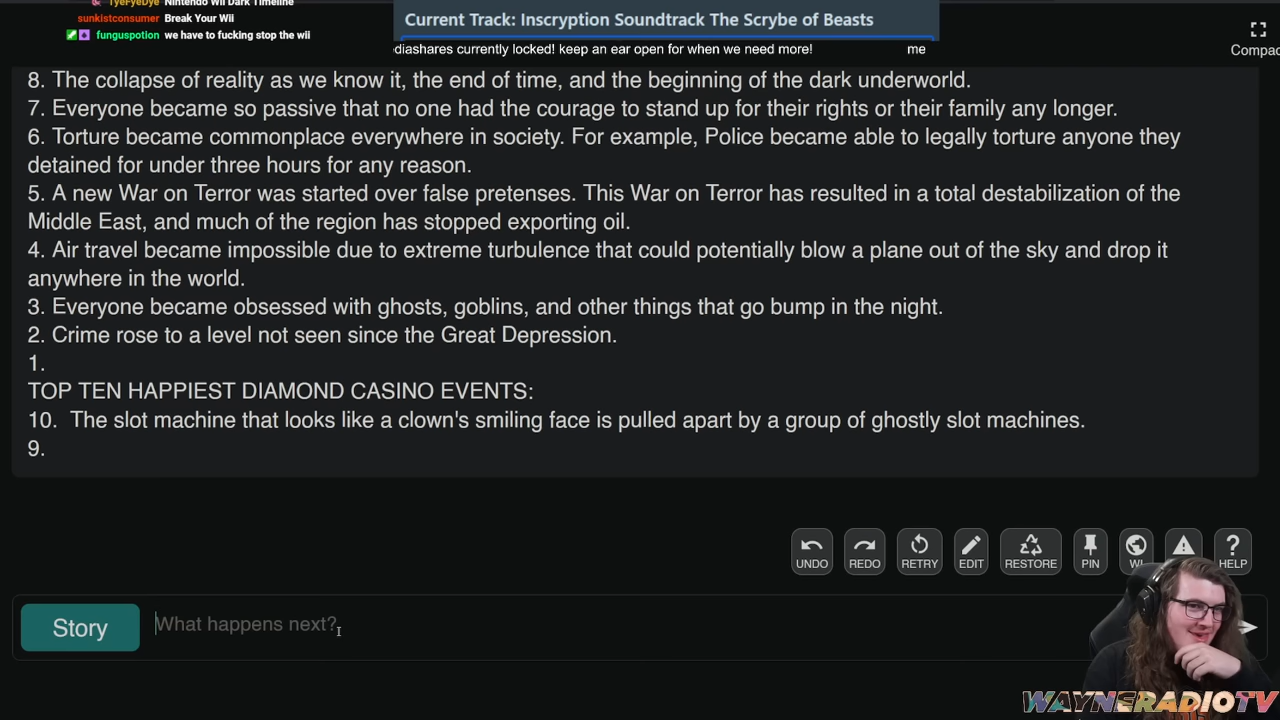 TyeFyeDye Nintendo Wii Dark Timeline
sunkistconsumer Break Your Wii
funguspotion we have to fucking stop the wii
Current Track: Inscryption Soundtrack The Scrybe of Beasts
diashares currently locked! keep an ear open for when we need more! me
Compac
8. The collapse of reality as we know it, the end of time, and the beginning of the dark underworld.
7. Everyone became so passive that no one had the courage to stand up for their rights or their family any longer.
6. Torture became commonplace everywhere in society. For example, Police became able to legally torture anyone they
detained for under three hours for any reason.
5. A new War on Terror was started over false pretenses. This War on Terror has resulted in a total destabilization of the
Middle East, and much of the region has stopped exporting oil.
4. Air travel became impossible due to extreme turbulence that could potentially blow a plane out of the sky and drop it
anywhere in the world.
3. Everyone became obsessed with ghosts, goblins, and other things that go bump in the night.
2. Crime rose to a level not seen since the Great Depression.
1.
TOP TEN HAPPIEST DIAMOND CASINO EVENTS:
10. The slot machine that looks like a clown's smiling face is pulled apart by a group of ghostly slot machines.
9.
UNDO REDO RETRY EDIT RESTORE PIN WI HELP
Story What happens next?
WAYNERADIOTV